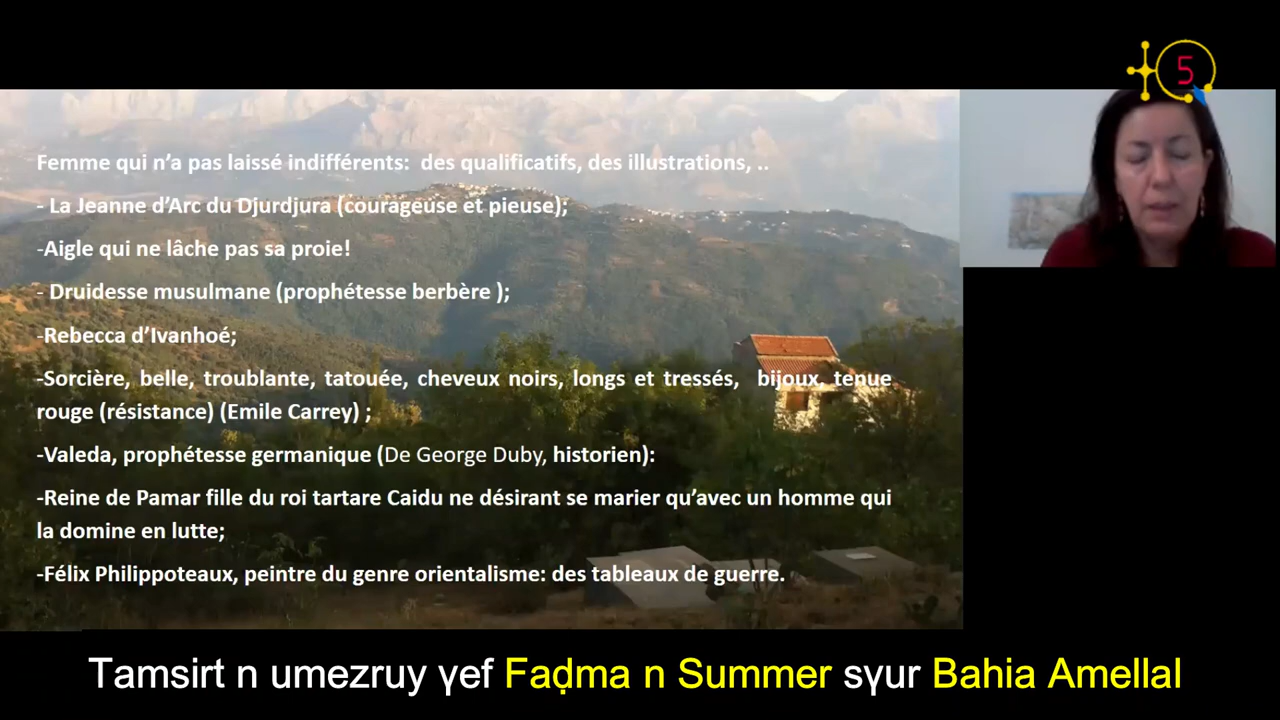 5
Femme qui n'a pas laissé indifférents:  des qualificatifs, des illustrations, ..
- La Jeanne d'Arc du Djurdjura (courageuse et pieuse);
-Aigle qui ne lâche pas sa proie!
- Druidesse musulmane (prophétesse berbère );
-Rebecca d'Ivanhoé;
-Sorcière, belle, troublante, tatouée, cheveux noirs, longs et tressés,  bijoux, tenue
rouge (résistance) (Emile Carrey) ;
-Valeda, prophétesse germanique (De George Duby, historien):
-Reine de Pamar fille du roi tartare Caidu ne désirant se marier qu'avec un homme qui
la domine en lutte;
-Félix Philippoteaux, peintre du genre orientalisme: des tableaux de guerre.
Tamsirt n umezruy γef Faḍma n Summer sγur Bahia Amellal